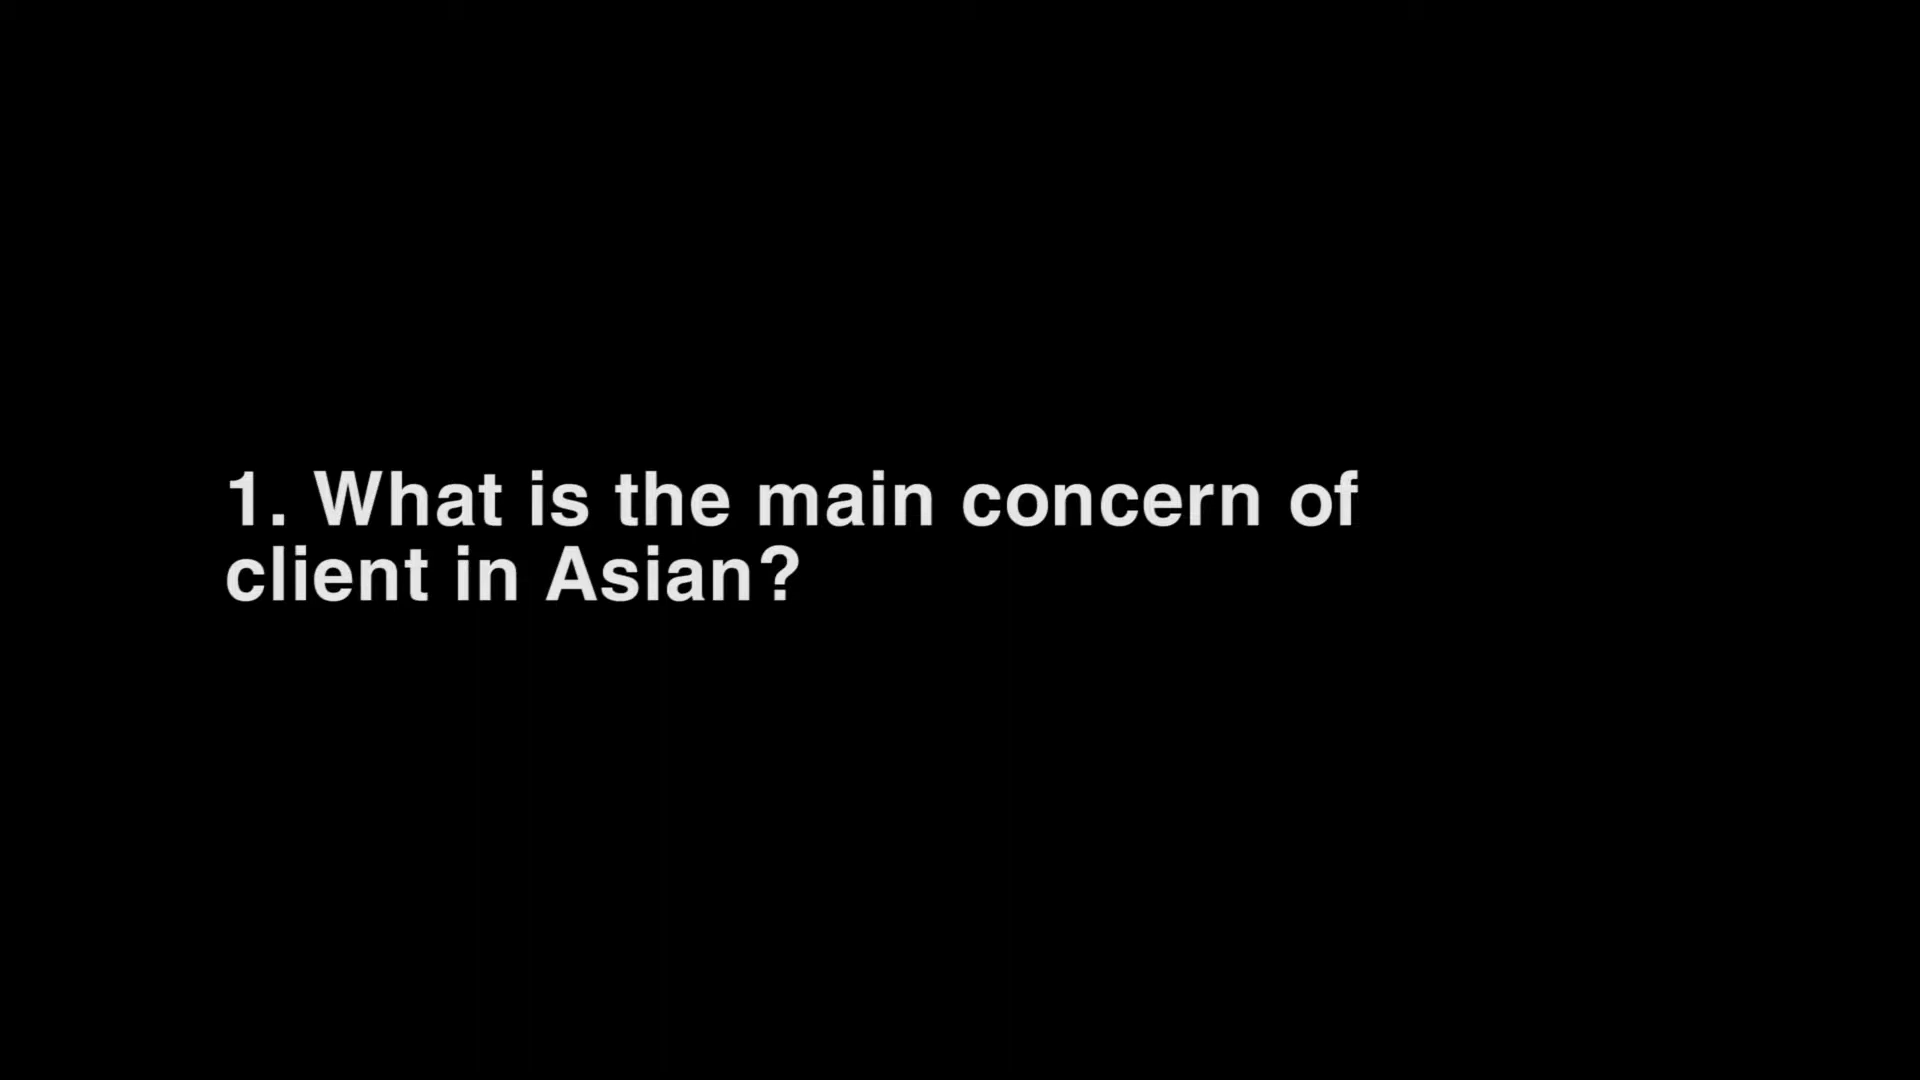 1. What is the main concern of
client in Asian?